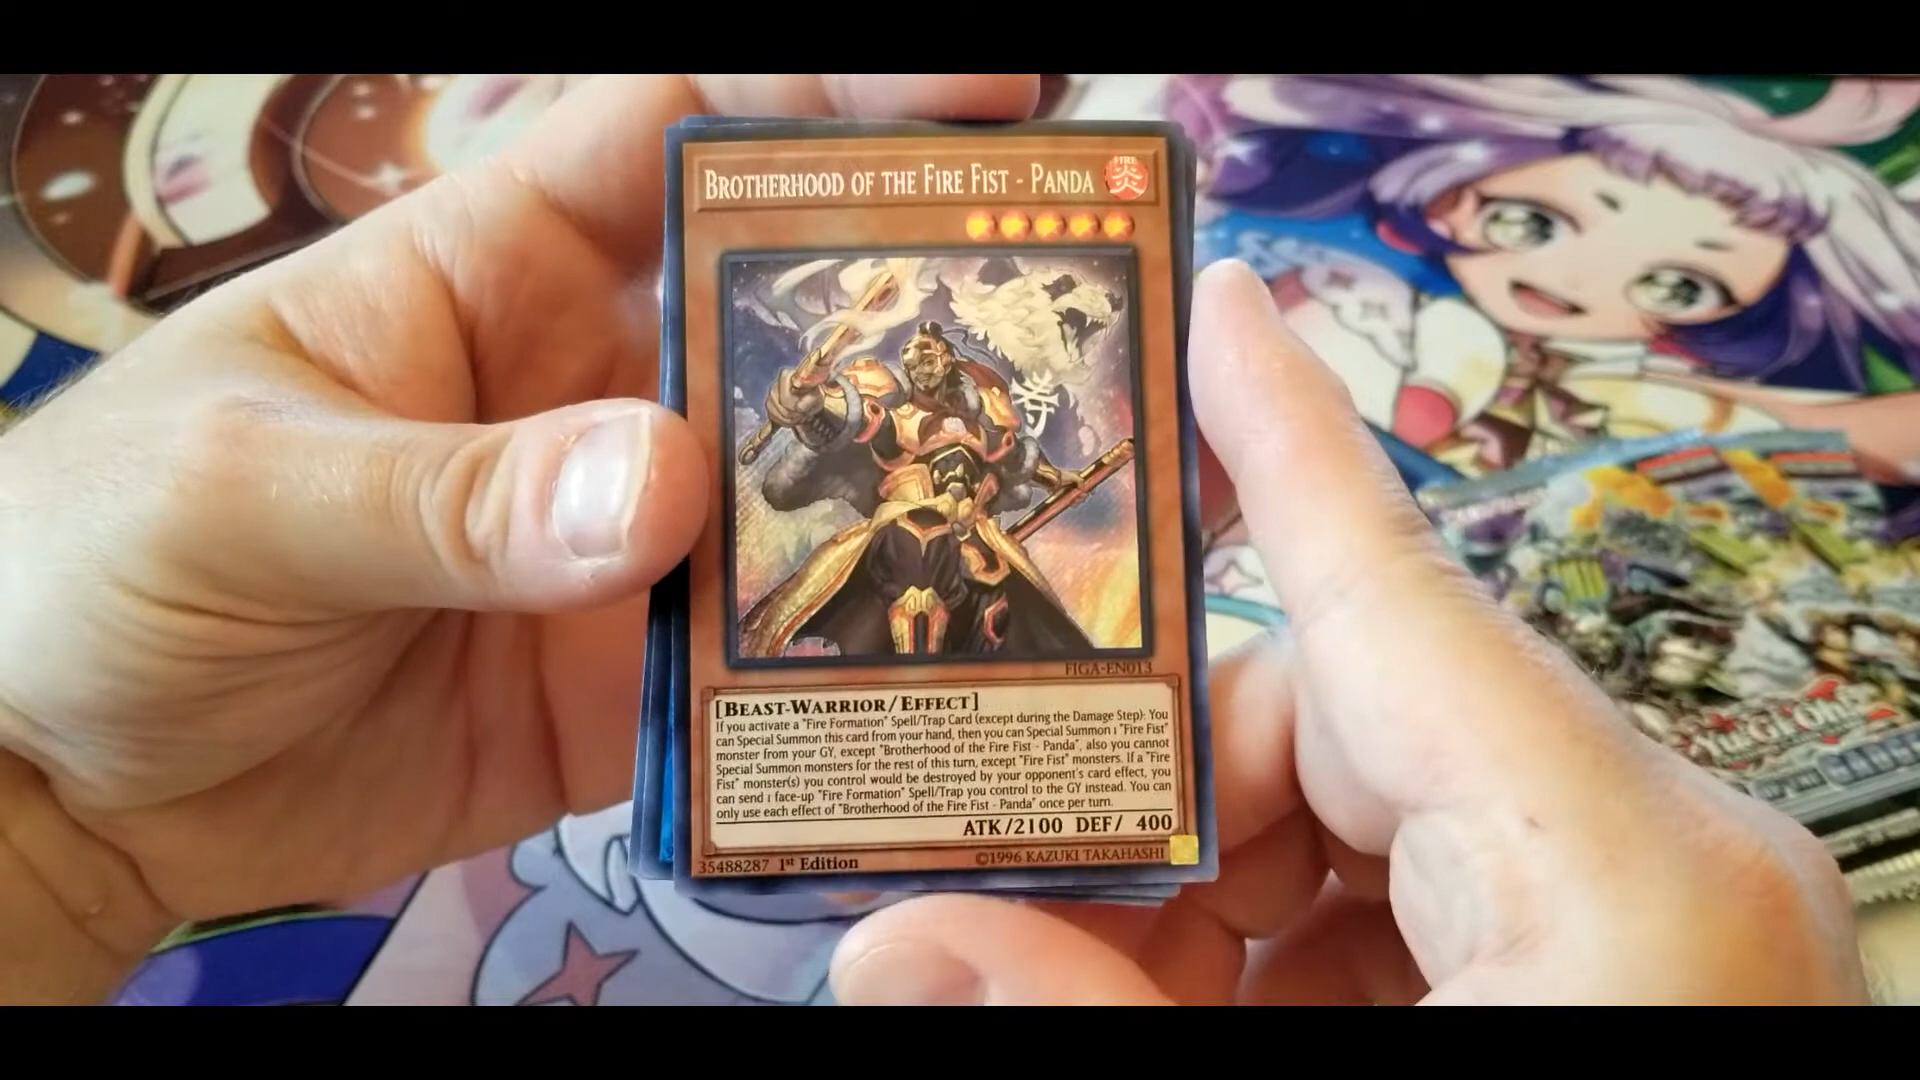 BROTHERHOOD OF THE FIRE FIST - PANDA
FIRE
炎
FIGA-EN013
[BEAST-WARRIOR/EFFECT]
If you activate a "Fire Formation" Spell/Trap Card (except during the Damage Step): You
can Special Summon this card from your hand, then you can Special Summon 1 "Fire Fist"
monster from your GY, except "Brotherhood of the Fire Fist - Panda", also you cannot
Special Summon monsters for the rest of this turn, except "Fire Fist" monsters. If a "Fire
Fist" monster(s) you control would be destroyed by your opponent's card effect, you
can send 1 face-up "Fire Formation" Spell/Trap you control to the GY instead. You can
only use each effect of "Brotherhood of the Fire Fist - Panda" once per turn.
ATK/2100 DEF/ 400
35488287 1st Edition
©1996 KAZUKI TAKAHASHI
Yu-Gi-Oh!